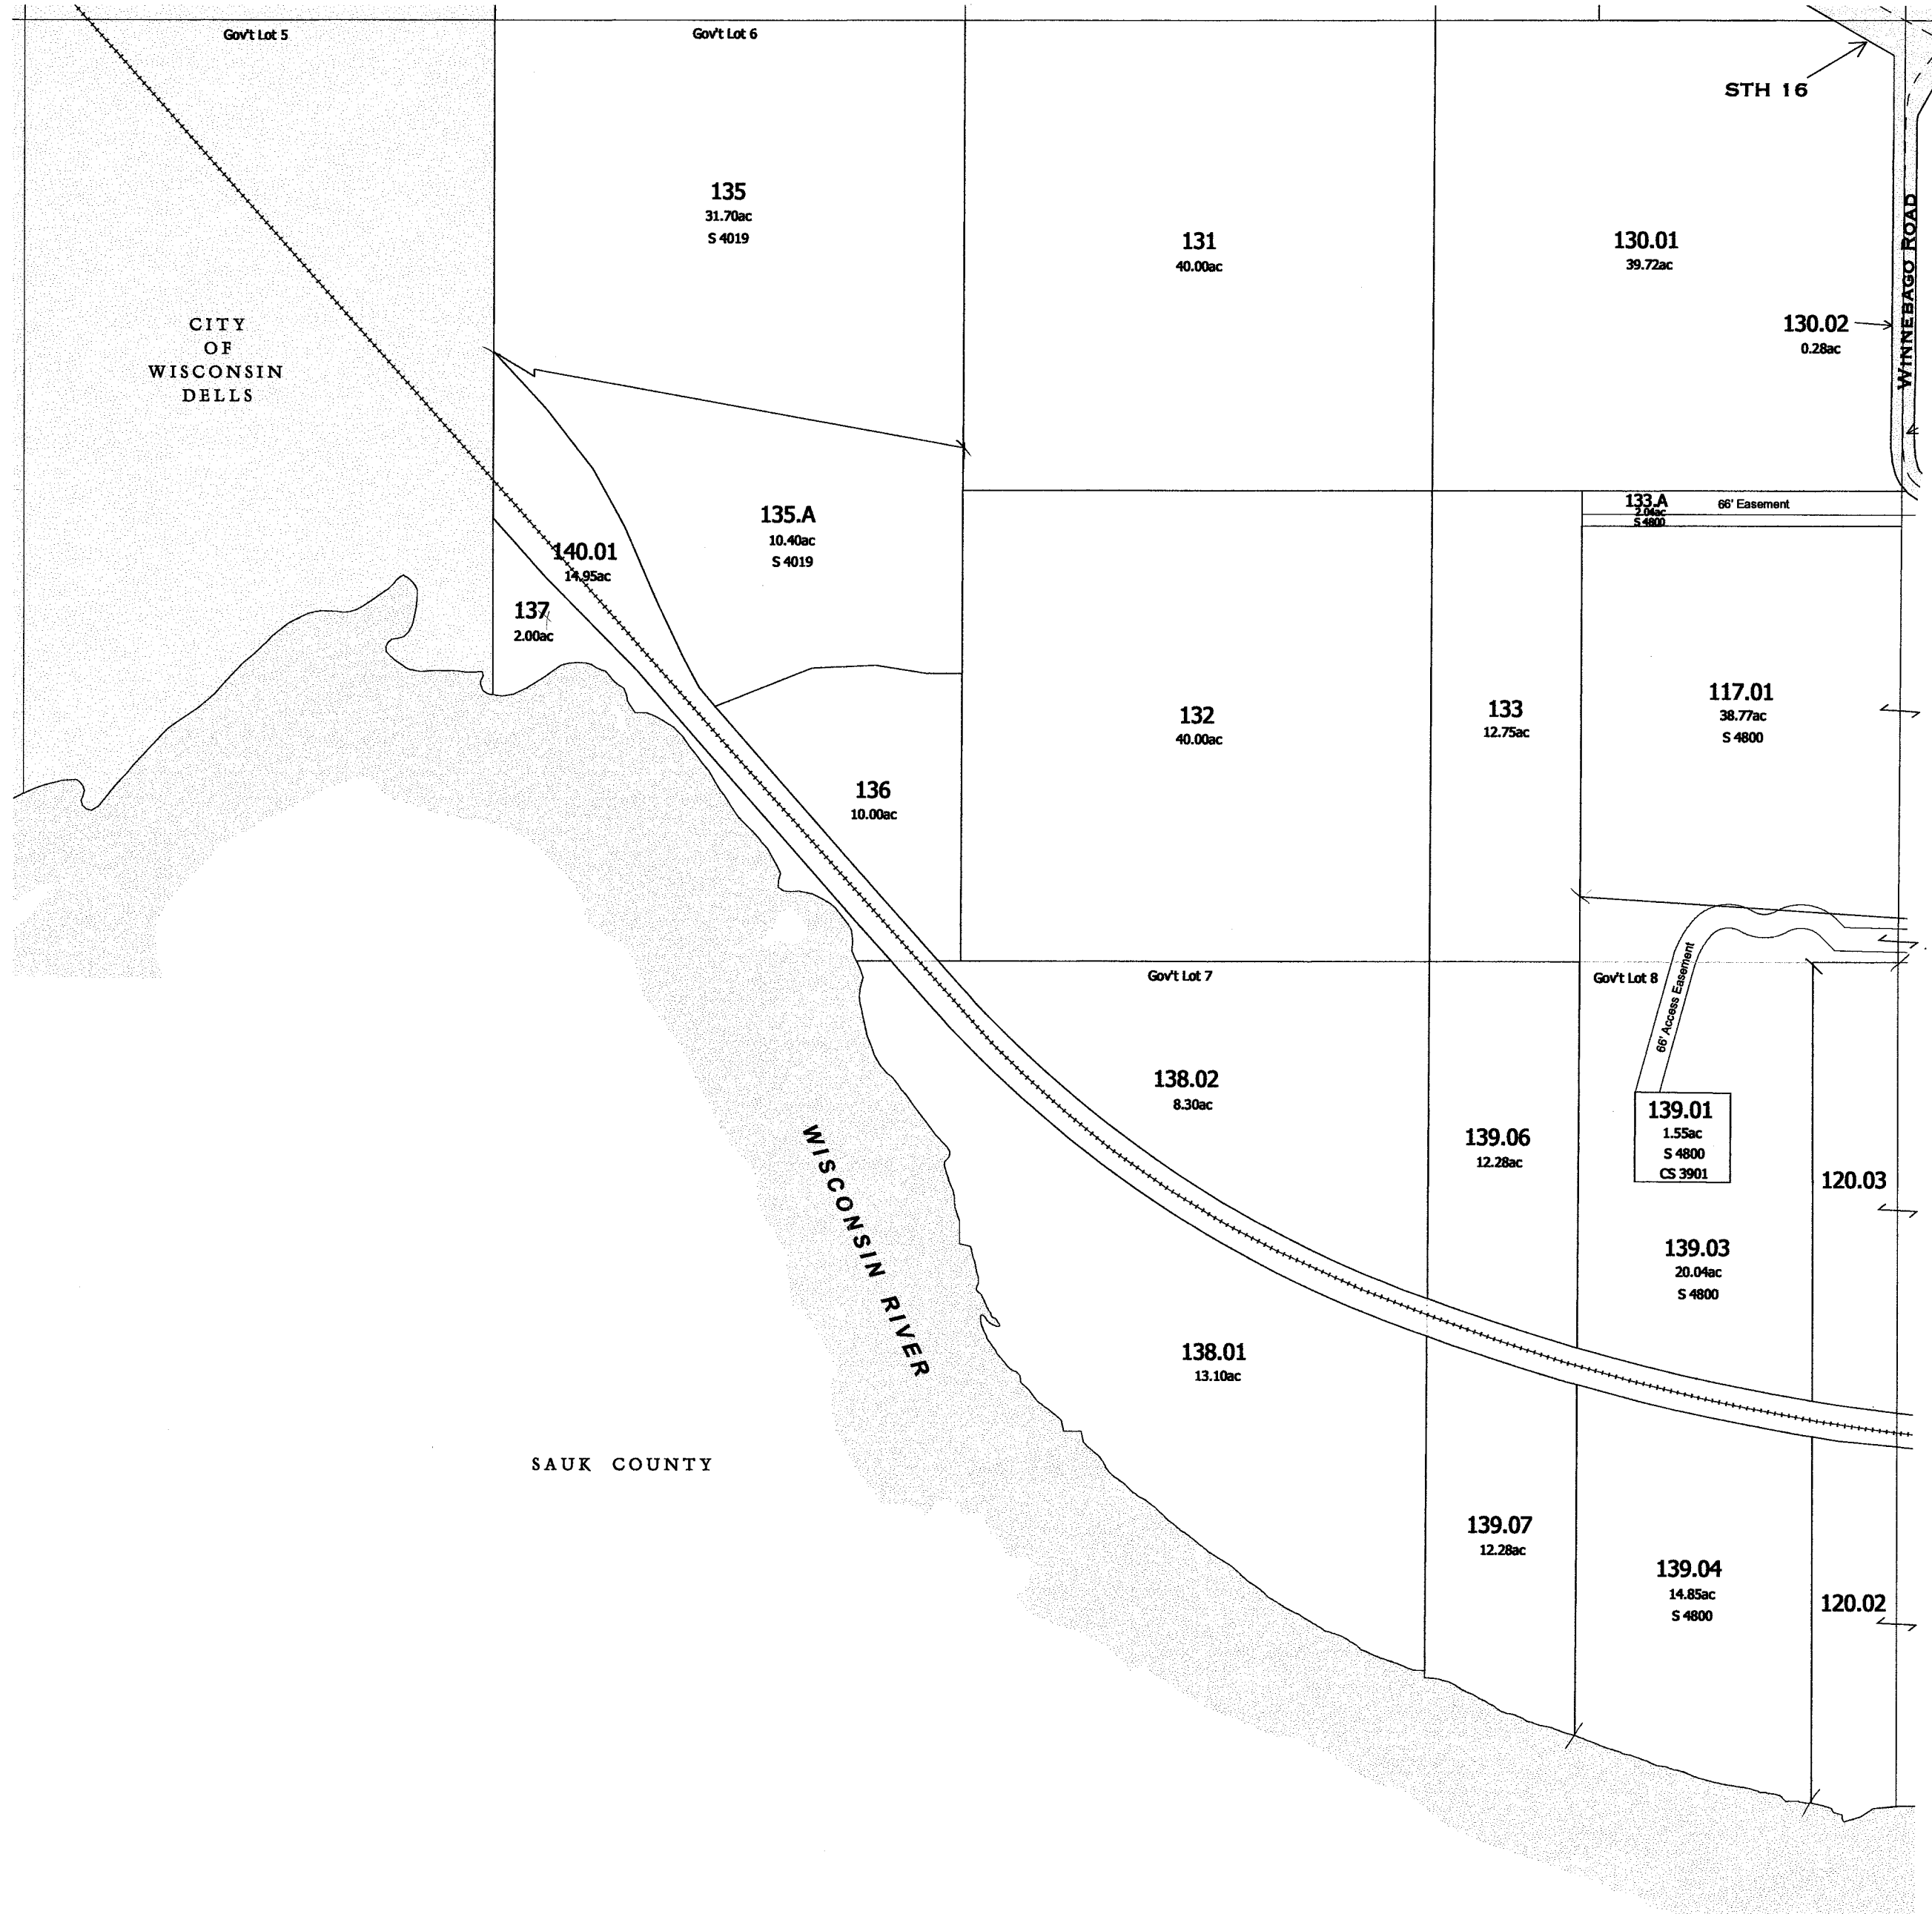 Gov't Lot 5
Gov't Lot 6
STH 16
135
31.70ac
S 4019
131
40.00ac
130.01
39.72ac
WINNEBAGO ROAD
130.02
0.28ac
CITY
OF
WISCONSIN
DELLS
133.A
2.04ac
S 4800
66' Easement
135.A
10.40ac
S 4019
140.01
14.95ac
137
2.00ac
117.01
38.77ac
S 4800
132
40.00ac
133
12.75ac
136
10.00ac
Gov't Lot 7
Gov't Lot 8
66' Access Easement
138.02
8.30ac
139.01
1.55ac
S 4800
CS 3901
139.06
12.28ac
120.03
WISCONSIN RIVER
139.03
20.04ac
S 4800
138.01
13.10ac
SAUK COUNTY
139.07
12.28ac
139.04
14.85ac
S 4800
120.02